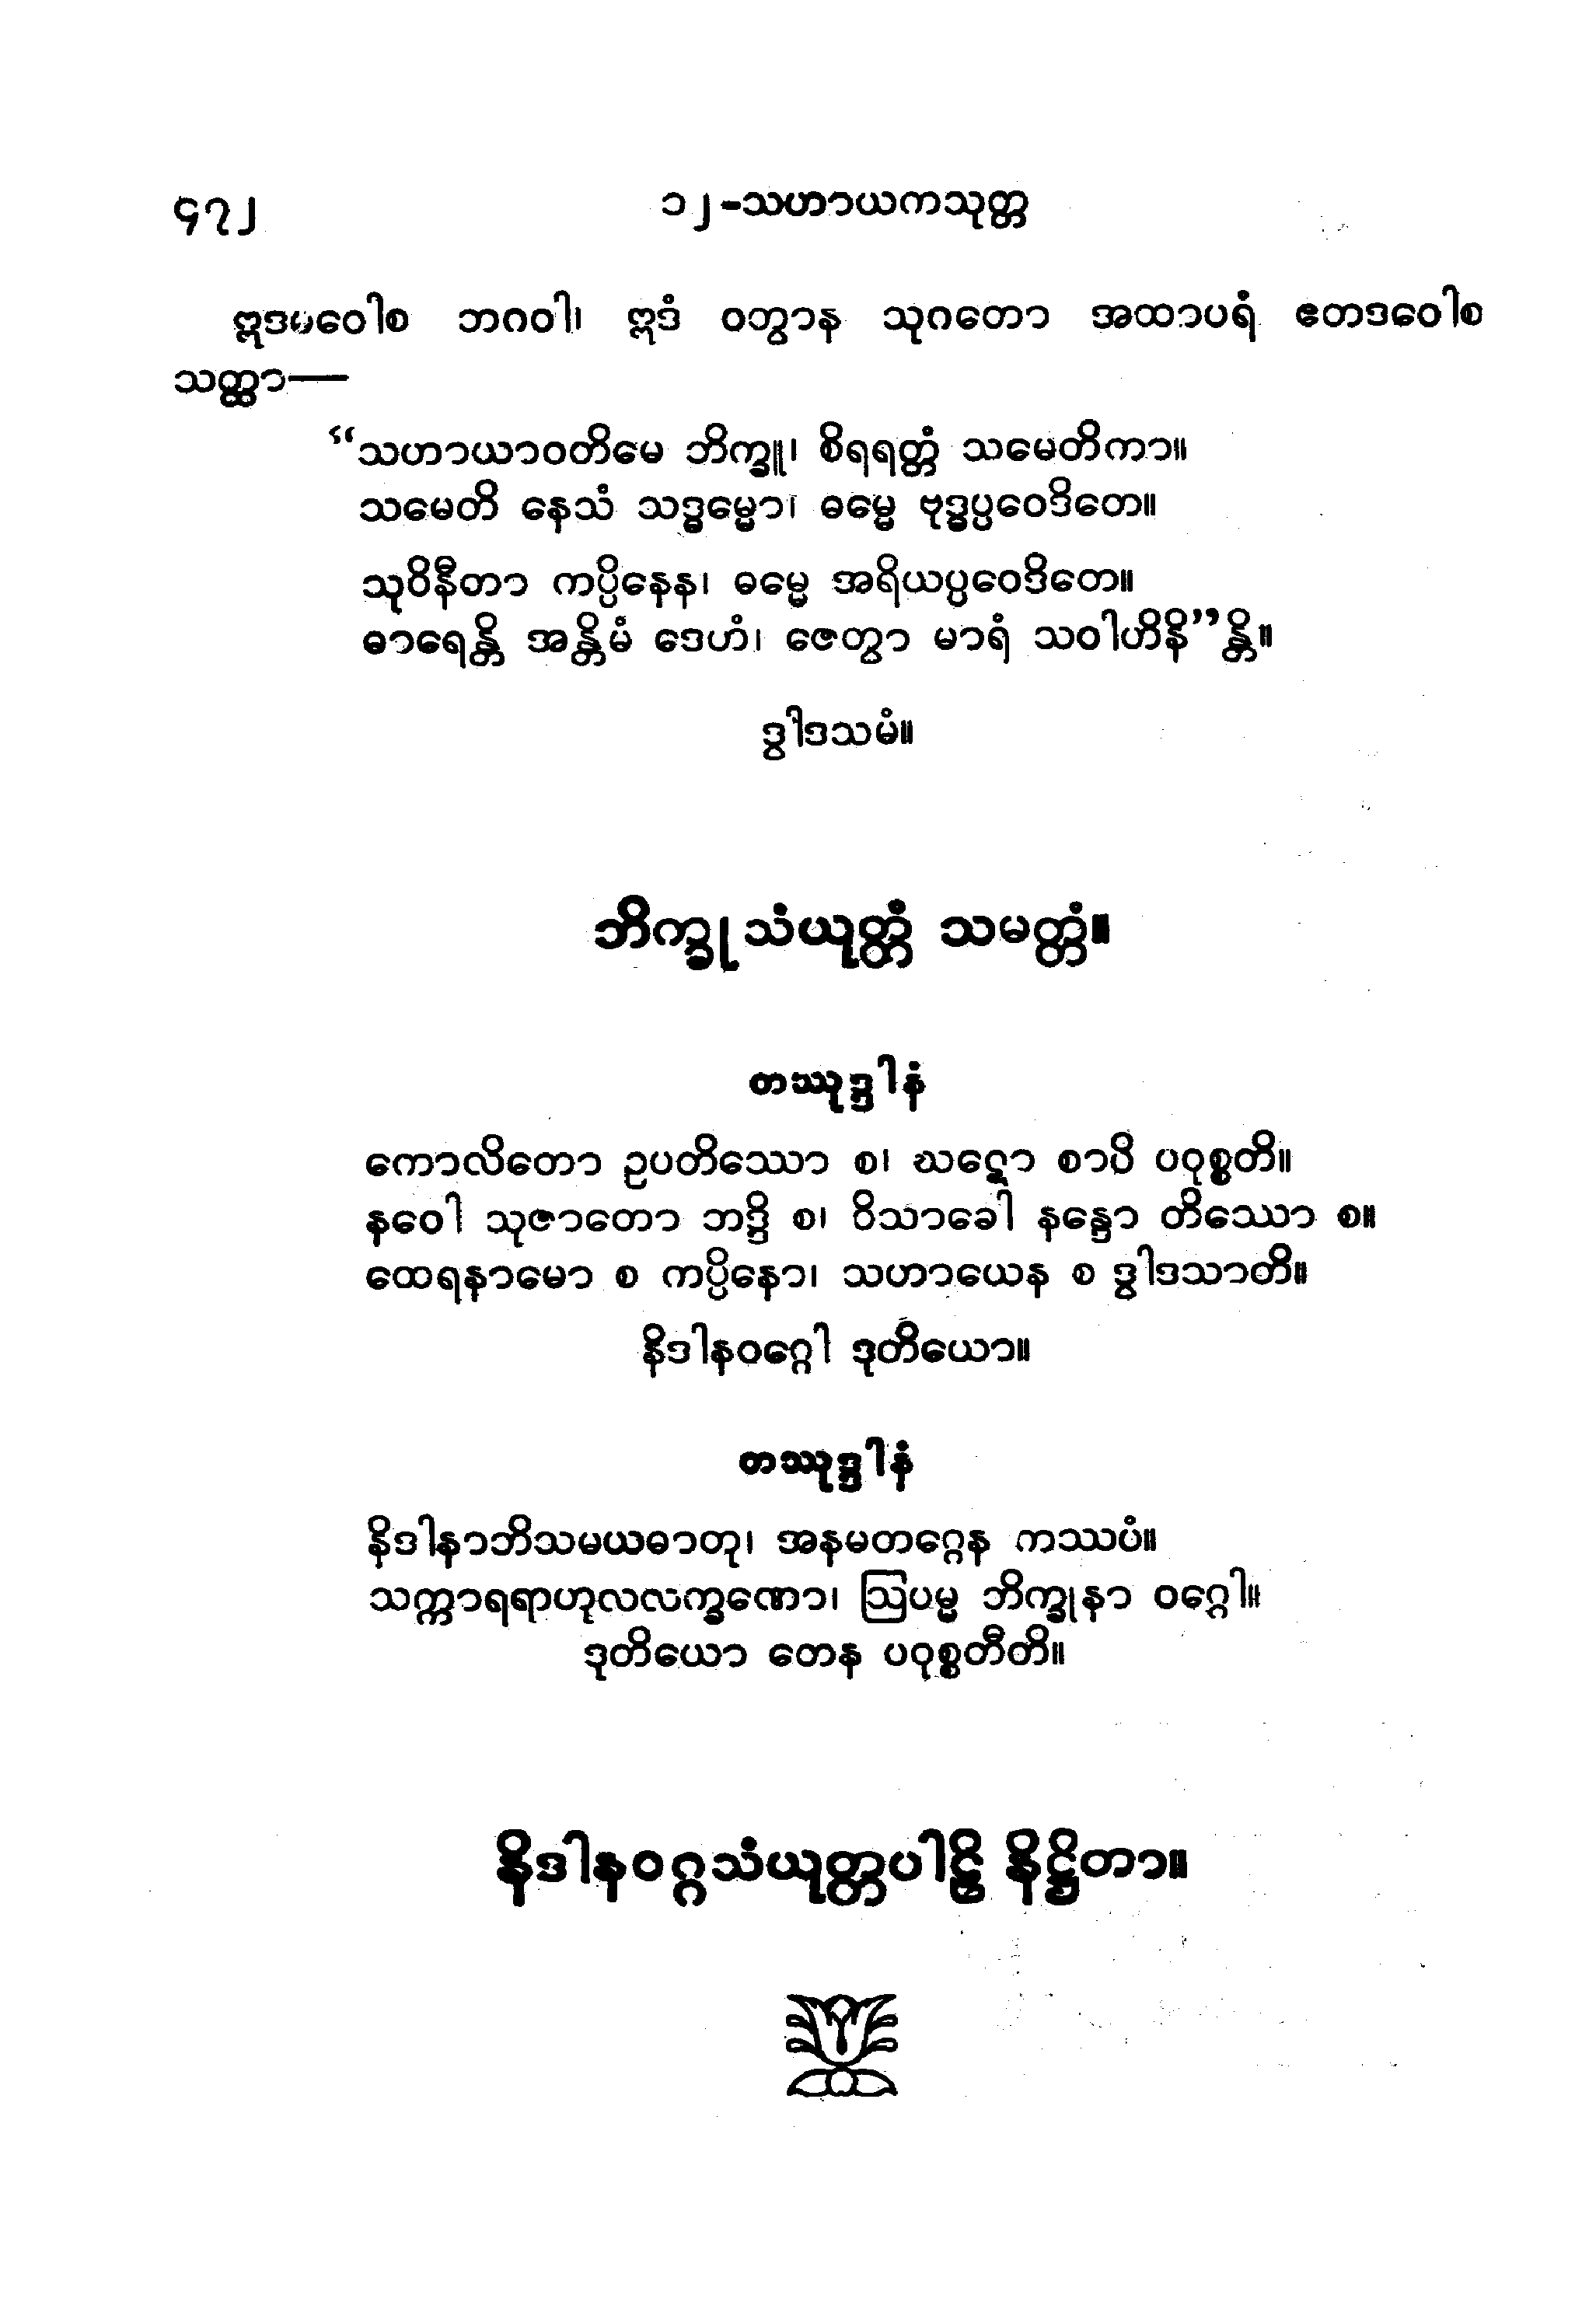 ၄၇၂
၁၂-သဟာယကသုတ္တ
ဣဒမဝေါစ ဘဂဝါ၊ ဣဒံ ဝတွာန သုဂတော အထာပရံ ဧတဒဝေါစ
သတ္ထာ—
“သဟာယာဝတိမေ ဘိက္ခူ၊ စိရရတ္တံ သမေတိကာ။
သမေတိ နေသံ သဒ္ဓမ္မော၊ ဓမ္မေ ဗုဒ္ဓပ္ပဝေဒိတေ။
သုဝိနီတာ ကပ္ပိနေန၊ ဓမ္မေ အရိယပ္ပဝေဒိတေ။
ဓာရေန္တိ အန္တိမံ ဒေဟံ၊ ဇေတွာ မာရံ သဝါဟိနိ”န္တိ။
ဒွါဒသမံ။
ဘိက္ခုသံယုတ္တံ သမတ္တံ။
တဿုဒ္ဒါနံ
ကောလိတော ဥပတိဿော စ၊ ဃဋော စာပိ ပဝုစ္စတိ။
နဝေါ သုဇာတော ဘဒ္ဒိ စ၊ ဝိသာခေါ နန္ဒော တိဿော စ။
ထေရနာမော စ ကပ္ပိနော၊ သဟာယေန စ ဒွါဒသာတိ။
နိဒါနဝဂ္ဂေါ ဒုတိယော။
တဿုဒ္ဒါနံ
နိဒါနာဘိသမယဓာတု၊ အနမတဂ္ဂေန ကဿပံ။
သက္ကာရရာဟုလလက္ခဏော၊ ဩပမ္မ ဘိက္ခုနာ ဝဂ္ဂေါ။
ဒုတိယော တေန ပဝုစ္စတီတိ။
နိဒါနဝဂ္ဂသံယုတ္တပါဠိ နိဋ္ဌိတာ။